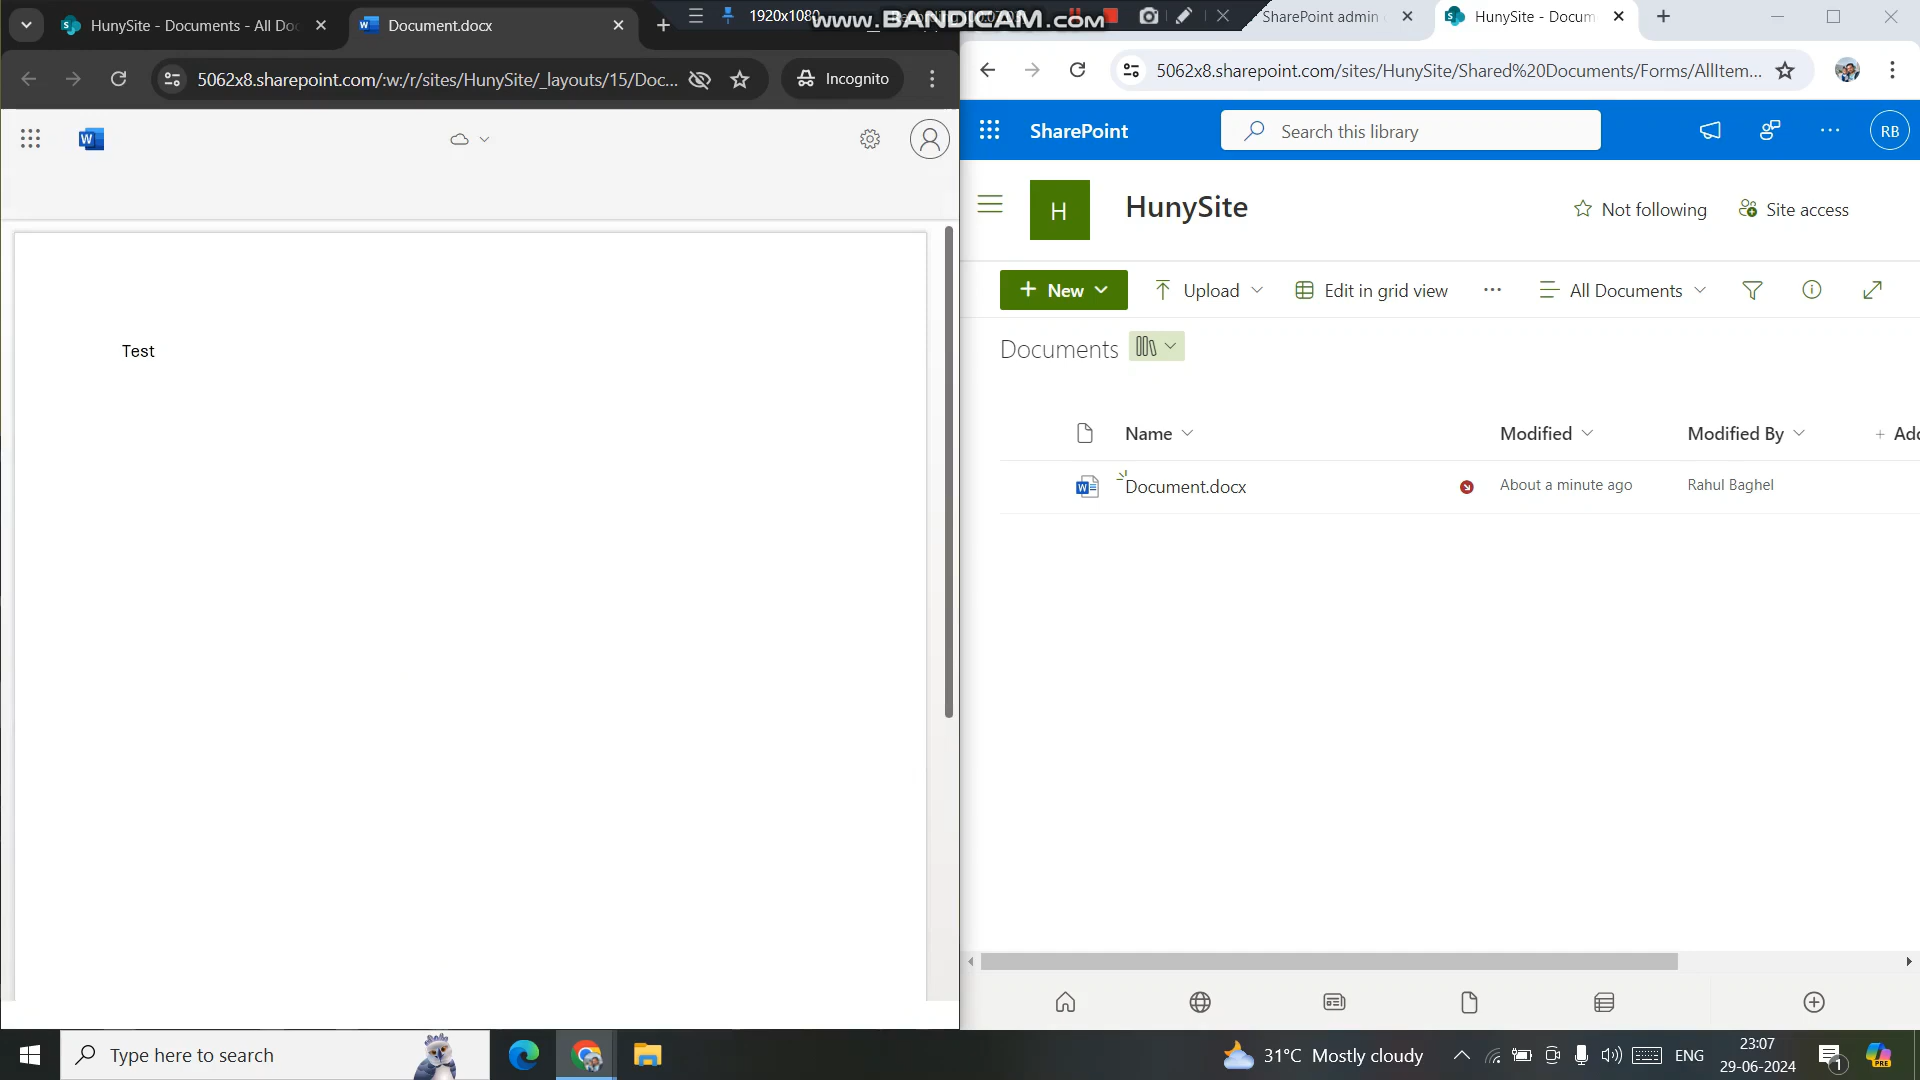 HunySite - Documents - All Do
Document.docx
1920x1080
www.BANDICAM.com
SharePoint admin
HunySite - Docum
5062x8.sharepoint.com/:w:/r/sites/HunySite/_layouts/15/Doc...
Incognito
5062x8.sharepoint.com/sites/HunySite/Shared%20Documents/Forms/AllItem...
W
SharePoint
Search this library
RB
H
HunySite
Not following
Site access
New
Upload
Edit in grid view
All Documents
Test
Documents
Name
Modified
Modified By
+ Add
Document.docx
About a minute ago
Rahul Baghel
Type here to search
31°C Mostly cloudy
ENG
23:07
29-06-2024
1
PRE